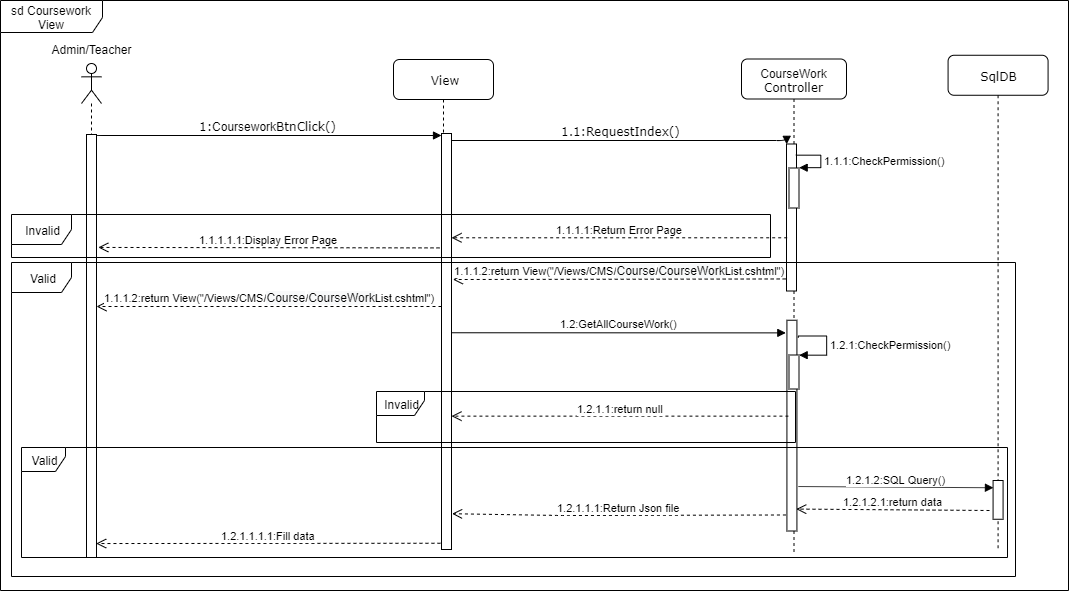 sd Coursework
View
Admin/Teacher
View
CourseWork
Controller
SqlDB
1:CourseworkBtnClick()
1.1:RequestIndex()
1.1.1:CheckPermission()
Invalid
1.1.1.1:Return Error Page
1.1.1.1.1:Display Error Page
Valid
1.1.1.2:return View("/Views/CMS/Course/CourseWorkList.cshtml")
1.1.1.2:return View("/Views/CMS/Course/CourseWorkList.cshtml")
1.2:GetAllCourseWork()
1.2.1:CheckPermission()
Invalid
1.2.1.1:return null
Valid
1.2.1.2:SQL Query()
1.2.1.2.1:return data
1.2.1.1.1:Return Json file
1.2.1.1.1.1:Fill data